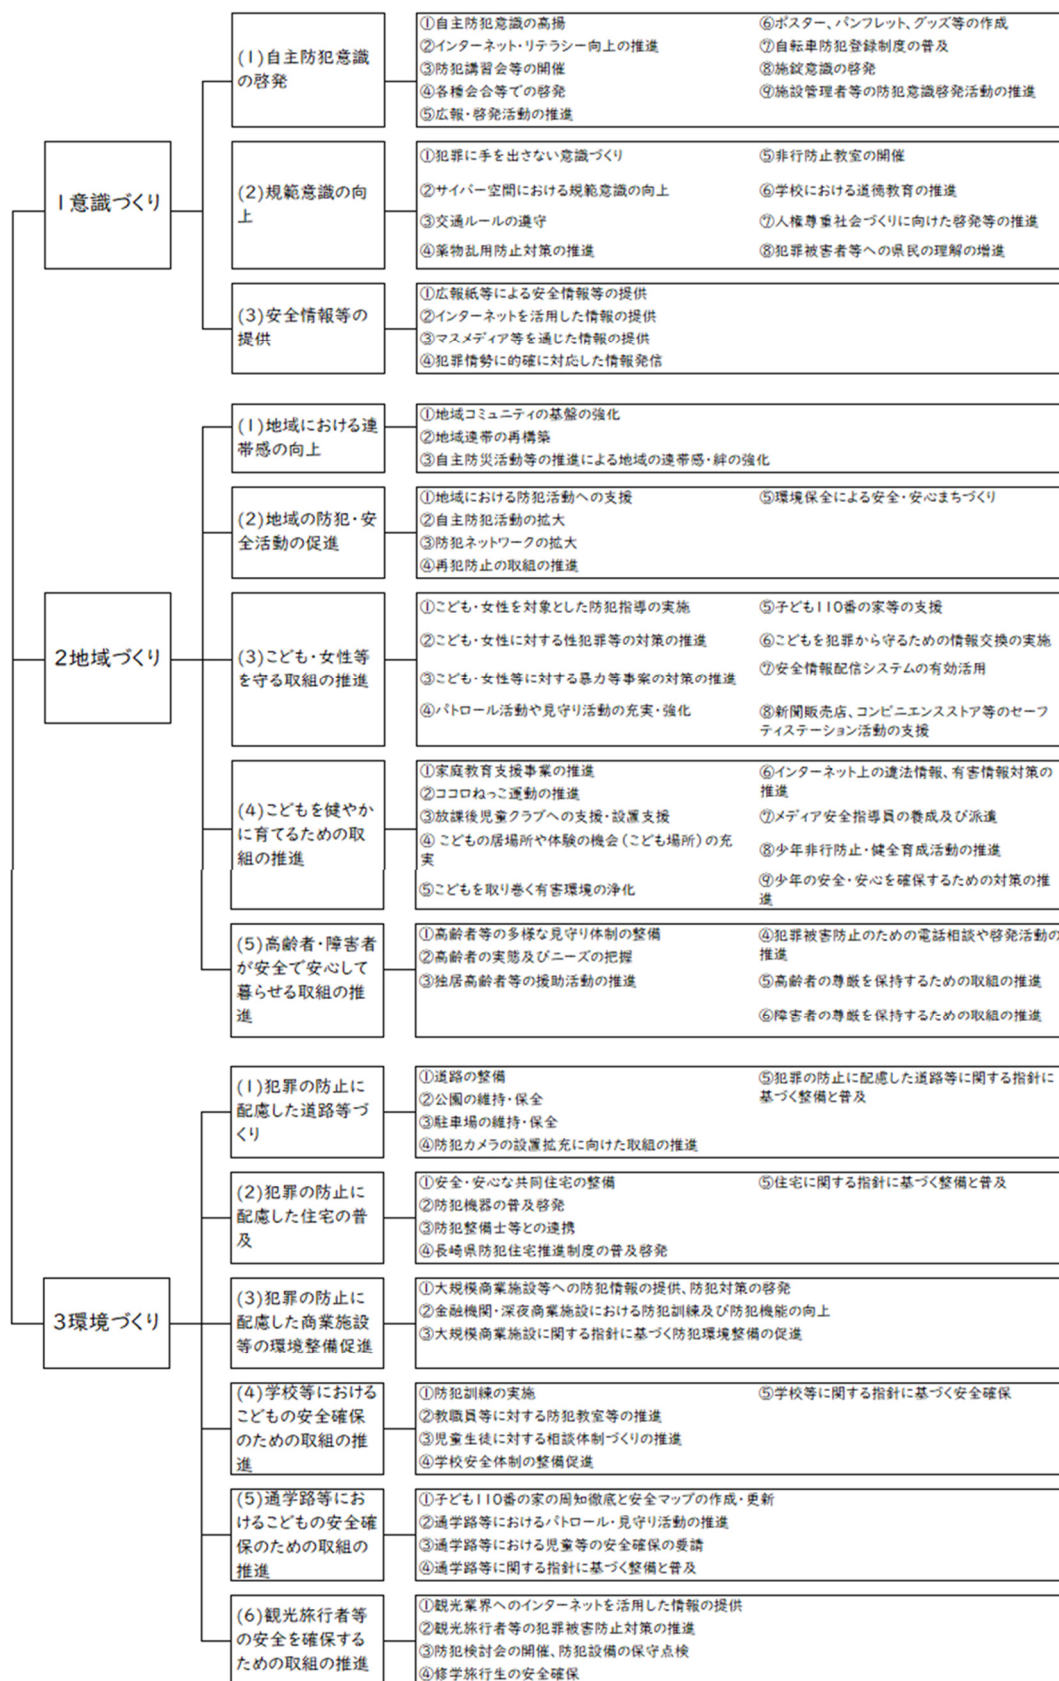 1意識づくり
(1)自主防犯意識
の啓発
①自主防犯意識の高揚
②インターネット・リテラシー向上の推進
③防犯講習会等の開催
④各種会合等での啓発
⑤広報・啓発活動の推進
⑥ポスター、パンフレット、グッズ等の作成
⑦自転車防犯登録制度の普及
⑧施錠意識の啓発
⑨施設管理者等の防犯意識啓発活動の推進
(2)規範意識の向
上
①犯罪に手を出さない意識づくり
②サイバー空間における規範意識の向上
③交通ルールの遵守
④薬物乱用防止対策の推進
⑤非行防止教室の開催
⑥学校における道徳教育の推進
⑦人権尊重社会づくりに向けた啓発等の推進
⑧犯罪被害者等への県民の理解の増進
(3)安全情報等の
提供
①広報紙等による安全情報等の提供
②インターネットを活用した情報の提供
③マスメディア等を通じた情報の提供
④犯罪情勢に的確に対応した情報発信
2地域づくり
(1)地域における連
帯感の向上
①地域コミュニティの基盤の強化
②地域連帯の再構築
③自主防災活動等の推進による地域の連帯感・絆の強化
(2)地域の防犯・安
全活動の促進
①地域における防犯活動への支援
②自主防犯活動の拡大
③防犯ネットワークの拡大
④再犯防止の取組の推進
⑤環境保全による安全・安心まちづくり
(3)こども・女性等
を守る取組の推進
①こども・女性を対象とした防犯指導の実施
②こども・女性に対する性犯罪等の対策の推進
③こども・女性等に対する暴力等事案の対策の推進
④パトロール活動や見守り活動の充実・強化
⑤子ども110番の家等の支援
⑥こどもを犯罪から守るための情報交換の実施
⑦安全情報配信システムの有効活用
⑧新聞販売店、コンビニエンスストア等のセーフ
ティステーション活動の支援
(4)こどもを健やか
に育てるための取
組の推進
①家庭教育支援事業の推進
②ココロねっこ運動の推進
③放課後児童クラブへの支援・設置支援
④ こどもの居場所や体験の機会(こども場所)の充
実
⑤こどもを取り巻く有害環境の浄化
⑥インターネット上の違法情報、有害情報対策の
推進
⑦メディア安全指導員の養成及び派遣
⑧少年非行防止・健全育成活動の推進
⑨少年の安全・安心を確保するための対策の推
進
(5)高齢者・障害者
が安全で安心して
暮らせる取組の推
進
①高齢者等の多様な見守り体制の整備
②高齢者の実態及びニーズの把握
③独居高齢者等の援助活動の推進
④犯罪被害防止のための電話相談や啓発活動の
推進
⑤高齢者の尊厳を保持するための取組の推進
⑥障害者の尊厳を保持するための取組の推進
3環境づくり
(1)犯罪の防止に
配慮した道路等づ
くり
①道路の整備
②公園の維持・保全
③駐車場の維持・保全
④防犯カメラの設置拡充に向けた取組の推進
⑤犯罪の防止に配慮した道路等に関する指針に
基づく整備と普及
(2)犯罪の防止に
配慮した住宅の普
及
①安全・安心な共同住宅の整備
②防犯機器の普及啓発
③防犯整備士等との連携
④長崎県防犯住宅推進制度の普及啓発
⑤住宅に関する指針に基づく整備と普及
(3)犯罪の防止に
配慮した商業施設
等の環境整備促進
①大規模商業施設等への防犯情報の提供、防犯対策の啓発
②金融機関・深夜商業施設における防犯訓練及び防犯機能の向上
③大規模商業施設に関する指針に基づく防犯環境整備の促進
(4)学校等における
こどもの安全確保
のための取組の推
進
①防犯訓練の実施
②教職員等に対する防犯教室等の推進
③児童生徒に対する相談体制づくりの推進
④学校安全体制の整備促進
⑤学校等に関する指針に基づく安全確保
(5)通学路等にお
けるこどもの安全確
保のための取組の
推進
①子ども110番の家の周知徹底と安全マップの作成・更新
②通学路等におけるパトロール・見守り活動の推進
③通学路等における児童等の安全確保の要請
④通学路等に関する指針に基づく整備と普及
(6)観光旅行者等
の安全を確保する
ための取組の推進
①観光業界へのインターネットを活用した情報の提供
②観光旅行者等の犯罪被害防止対策の推進
③防犯検討会の開催、防犯設備の保守点検
④修学旅行生の安全確保